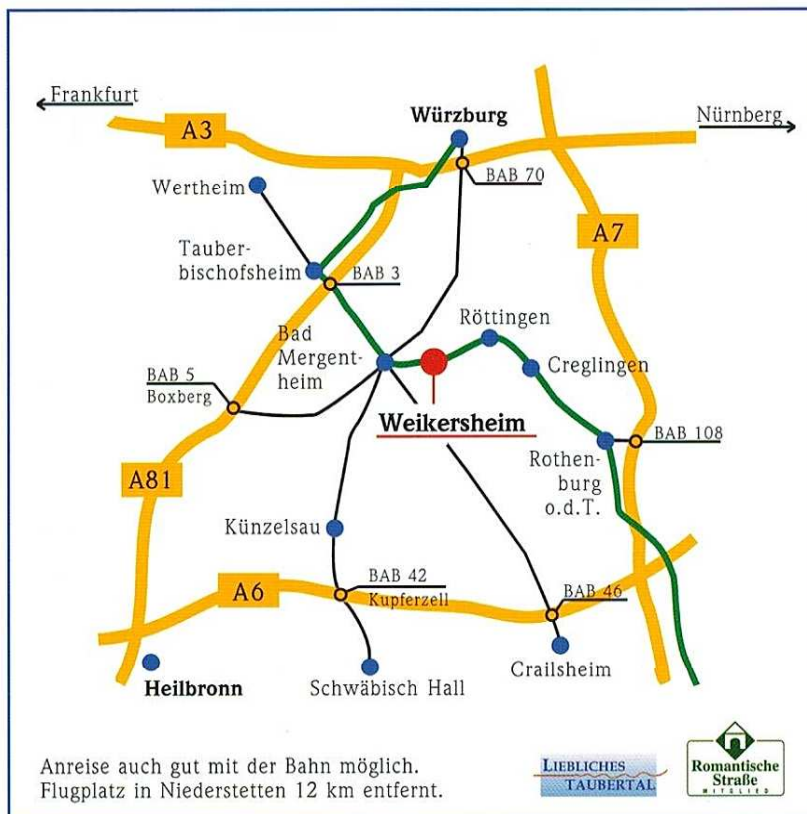 Frankfurt
A3
Würzburg
Nürnberg
BAB 70
Wertheim
A7
Tauber-
bischofsheim
BAB 3
Röttingen
Bad
Mergent-
heim
Creglingen
BAB 5
Boxberg
Weikersheim
BAB 108
Rothen-
burg
o.d.T.
A81
Künzelsau
BAB 42
Kupferzell
A6
BAB 46
Crailsheim
Heilbronn
Schwäbisch Hall
Anreise auch gut mit der Bahn möglich.
Flugplatz in Niederstetten 12 km entfernt.
LIEBLICHES
TAUBERTAL
Romantische
Straße
MITGLIED